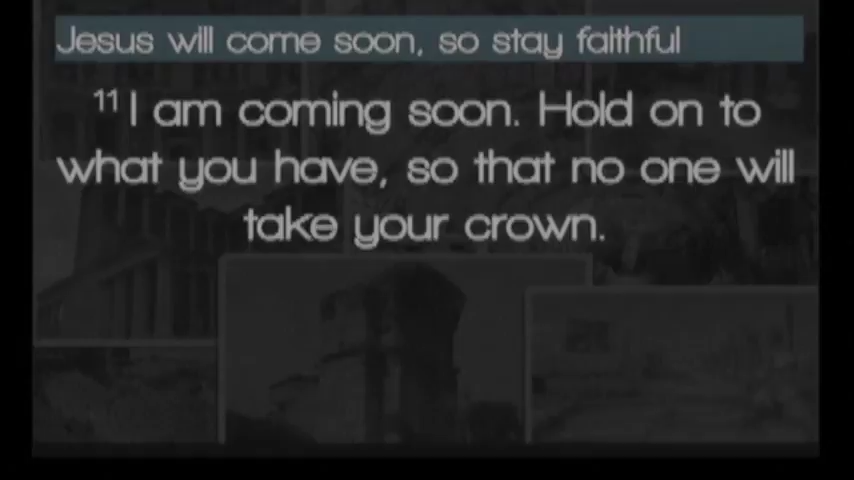 Jesus will come soon, so stay faithful
11 I am coming soon. Hold on to
what you have, so that no one will
take your crown.